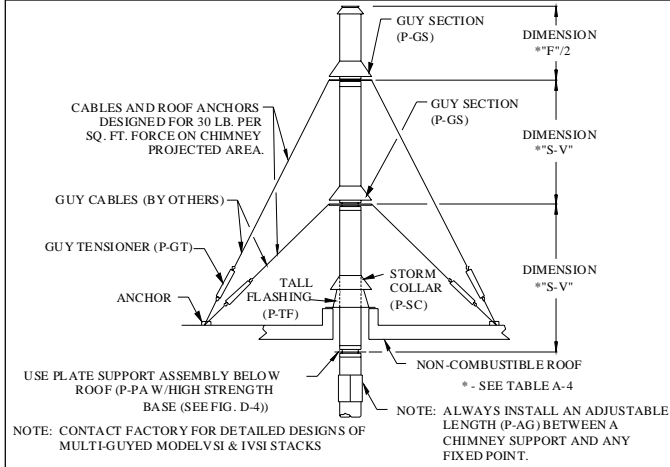 GUY SECTION
(P-GS)
DIMENSION
*"F"/2
CABLES AND ROOF ANCHORS
DESIGNED FOR 30 LB. PER
SQ. FT. FORCE ON CHIMNEY
PROJECTED AREA.
GUY SECTION
(P-GS)
DIMENSION
*"S-V"
GUY CABLES (BY OTHERS)
GUY TENSIONER (P-GT)
ANCHOR
TALL
FLASHING
(P-TF)
STORM
COLLAR
(P-SC)
DIMENSION
*"S-V"
NON-COMBUSTIBLE ROOF
* - SEE TABLE A-4
USE PLATE SUPPORT ASSEMBLY BELOW
ROOF (P-PA W/HIGH STRENGTH
BASE (SEE FIG. D-4))
NOTE: CONTACT FACTORY FOR DETAILED DESIGNS OF
MULTI-GUYED MODELVSI & IVSI STACKS
NOTE: ALWAYS INSTALL AN ADJUSTABLE
LENGTH (P-AG) BETWEEN A
CHIMNEY SUPPORT AND ANY
FIXED POINT.